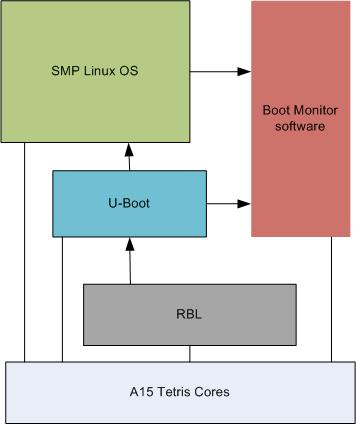 SMP Linux OS
Boot Monitor
software
U-Boot
RBL
A15 Tetris Cores